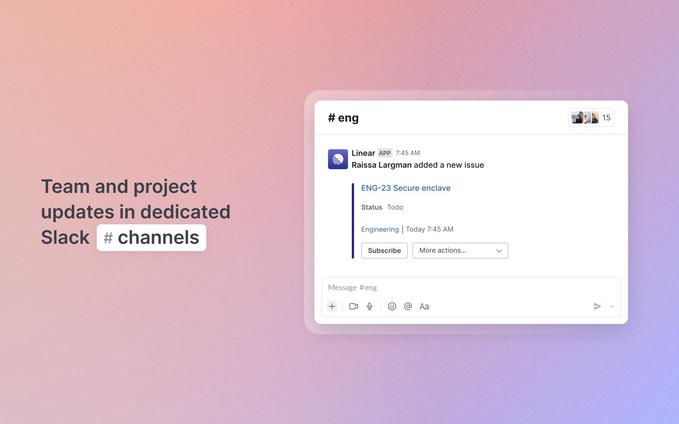 Team and project
updates in dedicated
Slack # channels
# eng
15
Linear APP 7:45 AM
Raissa Largman added a new issue
ENG-23 Secure enclave
Status Todo
Engineering | Today 7:45 AM
Subscribe
More actions...
Message #eng
Aa